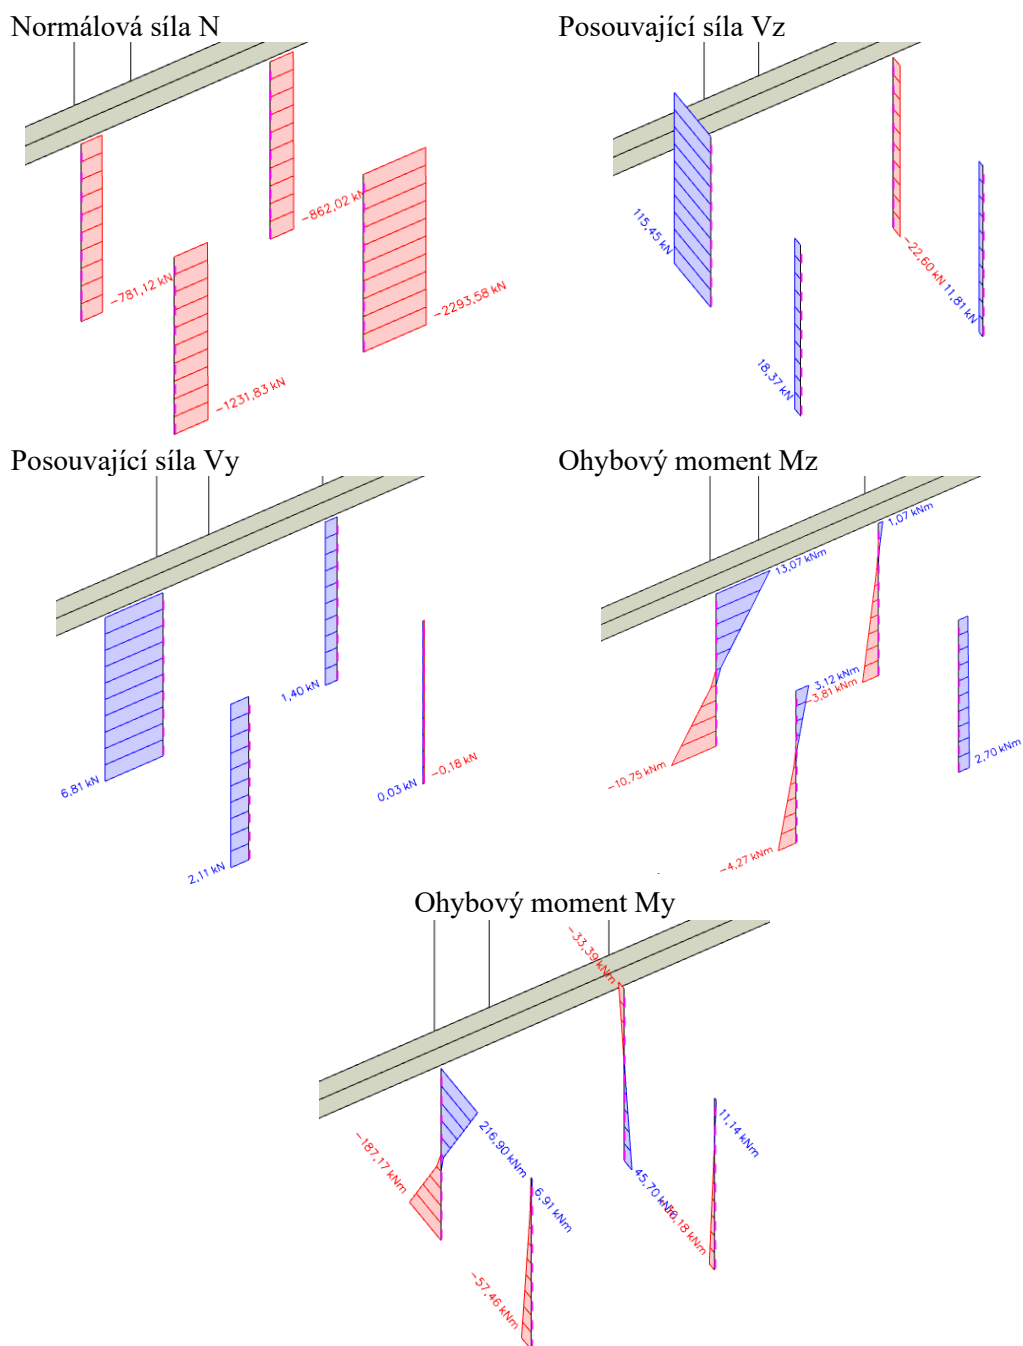 Normálová síla N
Posouvající síla Vz
-781,12 kN
-862,02 kN
-1231,83 kN
-2293,58 kN
115,45 kN
18,37 kN
-22,60 kN
11,81 kN
Posouvající síla Vy
Ohybový moment Mz
6,81 kN
1,40 kN
2,11 kN
0,03 kN
-0,18 kN
13,07 kNm
1,07 kNm
-10,75 kNm
3,12 kNm
-3,81 kNm
-4,27 kNm
2,70 kNm
Ohybový moment My
-33,39 kNm
216,90 kNm
-187,17 kNm
6,91 kNm
-57,46 kNm
45,70 kNm
11,14 kNm